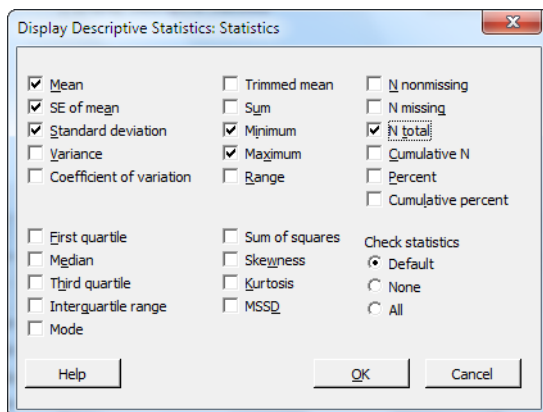 Display Descriptive Statistics: Statistics
Mean
SE of mean
Standard deviation
Variance
Coefficient of variation
Trimmed mean
Sum
Minimum
Maximum
Range
N nonmissing
N missing
N total
Cumulative N
Percent
Cumulative percent
First quartile
Median
Third quartile
Interguartile range
Mode
Sum of squares
Skewness
Kurtosis
MSSD
Check statistics
Default
None
All
Help
OK
Cancel